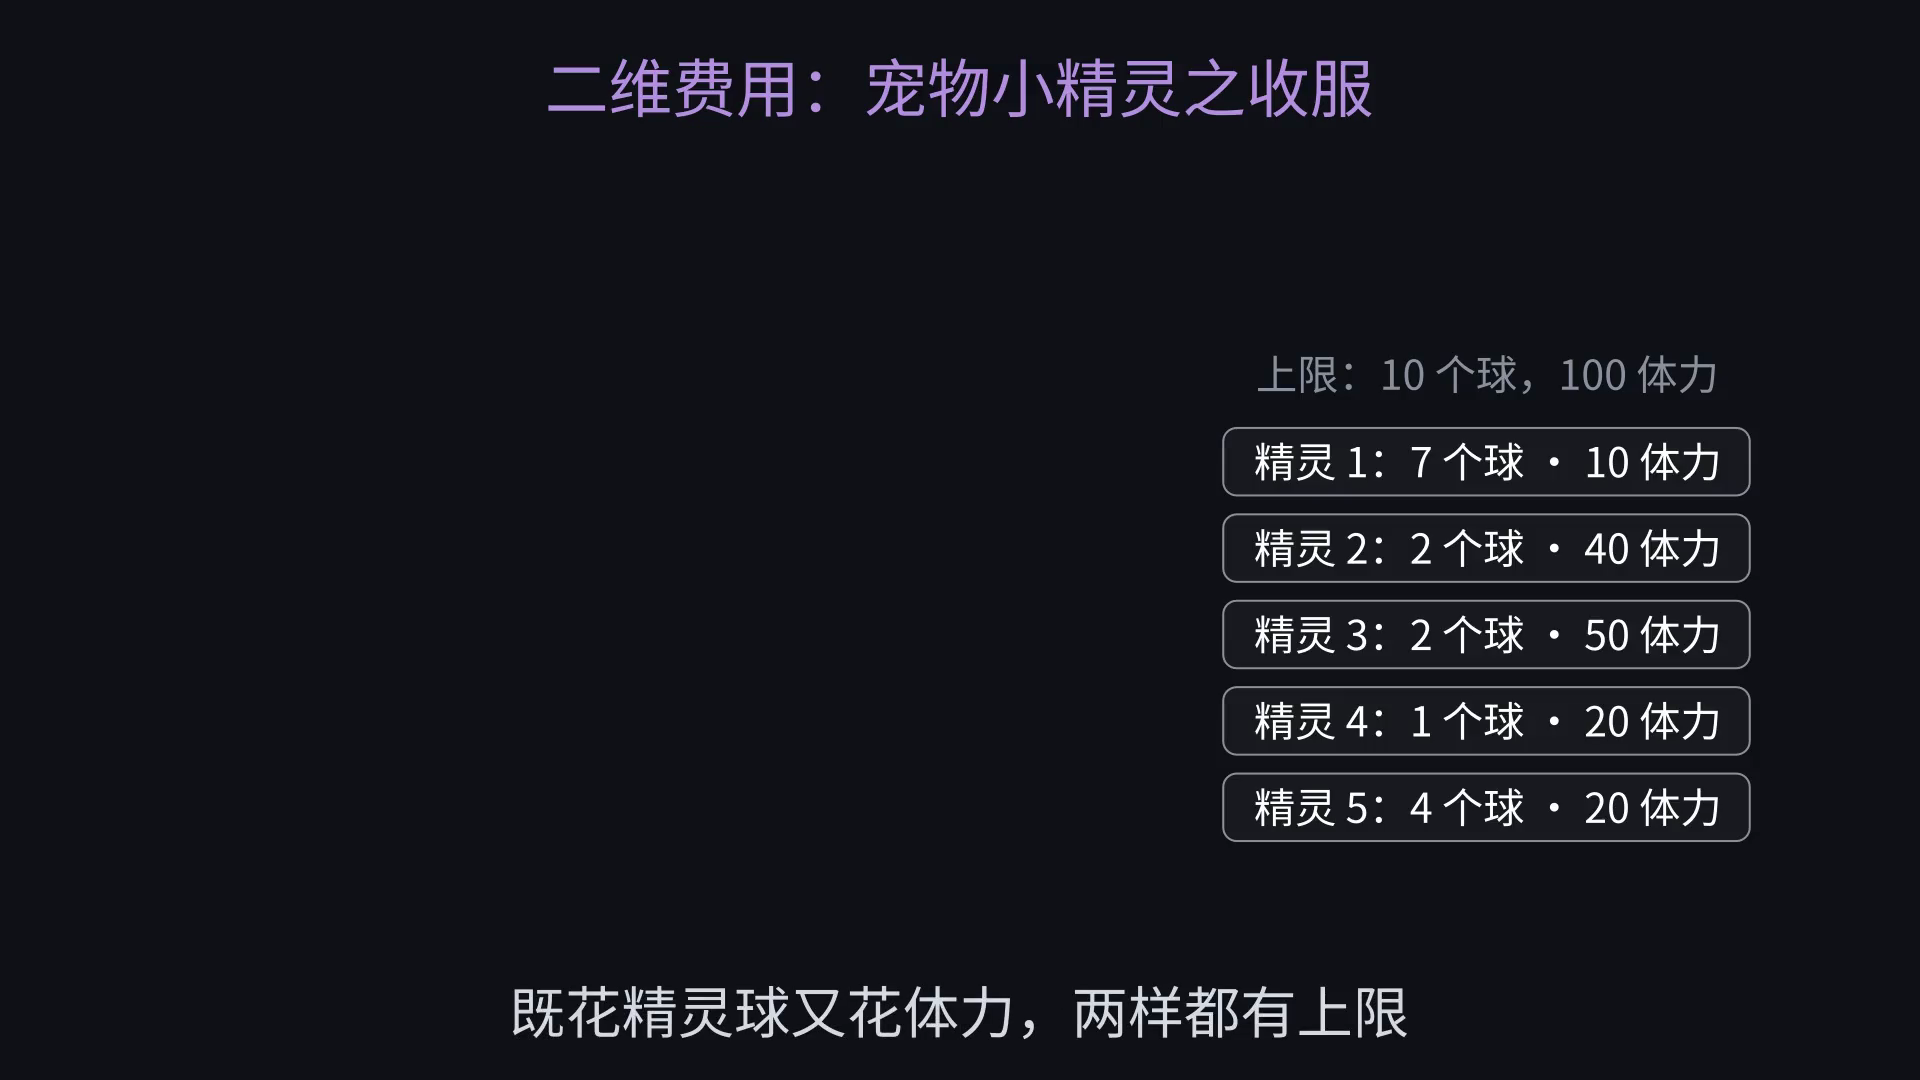 二维费用：宠物小精灵之收服
上限：10 个球，100 体力
精灵 1：7 个球 · 10 体力
精灵 2：2 个球 · 40 体力
精灵 3：2 个球 · 50 体力
精灵 4：1 个球 · 20 体力
精灵 5：4 个球 · 20 体力
既花精灵球又花体力，两样都有上限